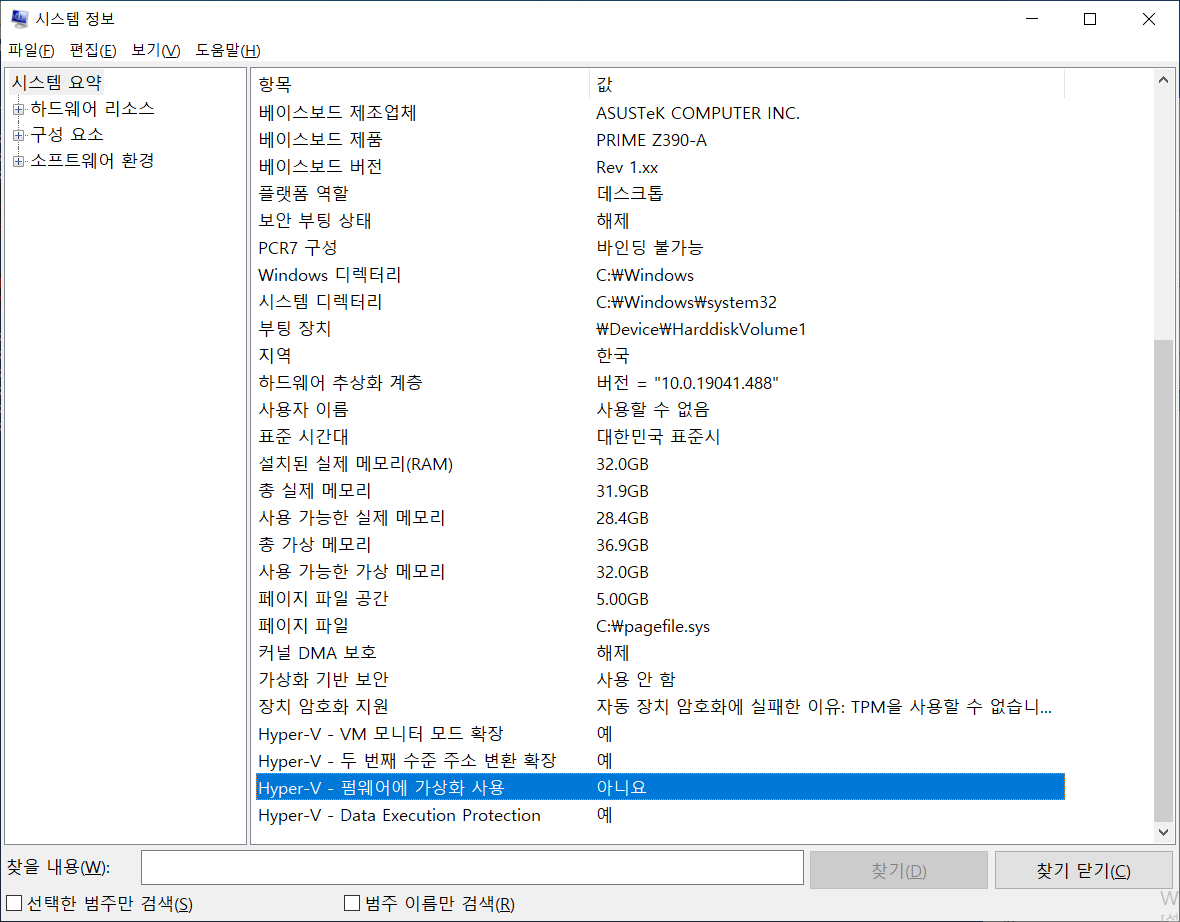 시스템 정보
파일(F) 편집(E) 보기(V) 도움말(H)
시스템 요약
하드웨어 리소스
구성 요소
소프트웨어 환경
항목 값
베이스보드 제조업체 ASUSTeK COMPUTER INC.
베이스보드 제품 PRIME Z390-A
베이스보드 버전 Rev 1.xx
플랫폼 역할 데스크톱
보안 부팅 상태 해제
PCR7 구성 바인딩 불가능
Windows 디렉터리 C:₩Windows
시스템 디렉터리 C:₩Windows₩system32
부팅 장치 ₩Device₩HarddiskVolume1
지역 한국
하드웨어 추상화 계층 버전 = "10.0.19041.488"
사용자 이름 사용할 수 없음
표준 시간대 대한민국 표준시
설치된 실제 메모리(RAM) 32.0GB
총 실제 메모리 31.9GB
사용 가능한 실제 메모리 28.4GB
총 가상 메모리 36.9GB
사용 가능한 가상 메모리 32.0GB
페이지 파일 공간 5.00GB
페이지 파일 C:₩pagefile.sys
커널 DMA 보호 해제
가상화 기반 보안 사용 안 함
장치 암호화 지원 자동 장치 암호화에 실패한 이유: TPM을 사용할 수 없습니...
Hyper-V - VM 모니터 모드 확장 예
Hyper-V - 두 번째 수준 주소 변환 확장 예
Hyper-V - 펌웨어에 가상화 사용 아니요
Hyper-V - Data Execution Protection 예
찾을 내용(W): 찾기(D) 찾기 닫기(C)
선택한 범주만 검색(S) 범주 이름만 검색(R)